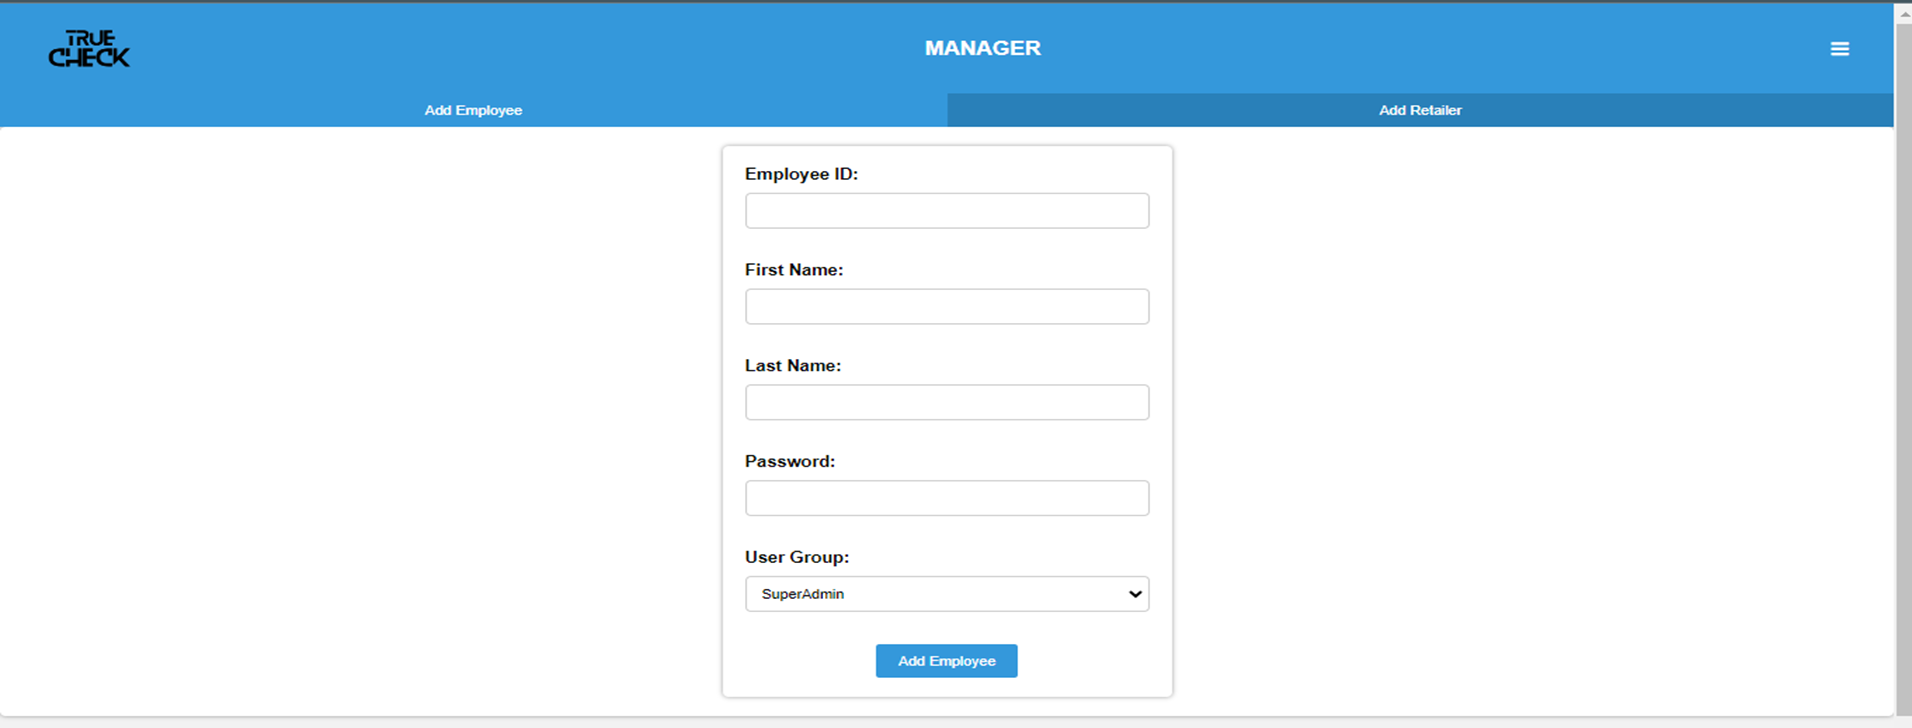 TRUE
CHECK
MANAGER
Add Employee
Add Retailer
Employee ID:
First Name:
Last Name:
Password:
User Group:
SuperAdmin
Add Employee